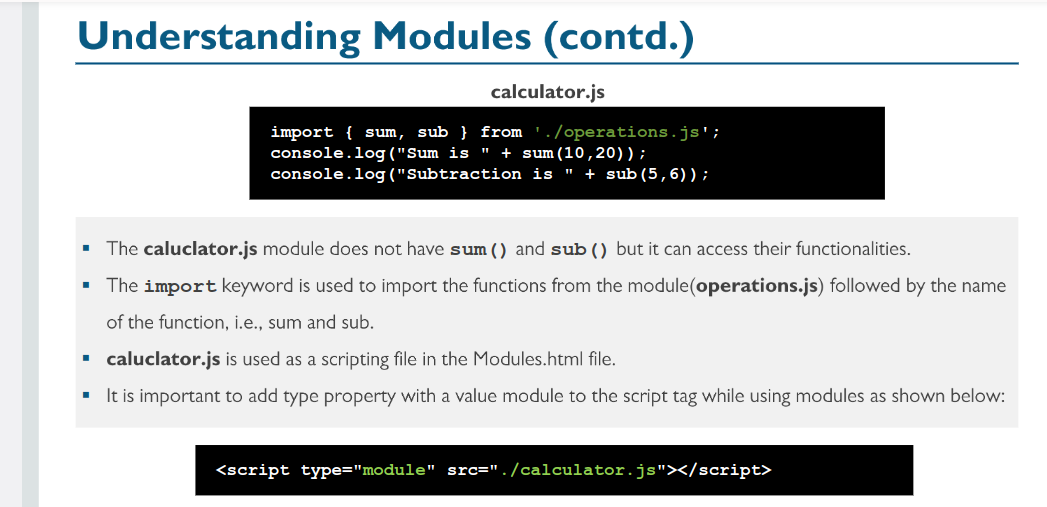 Understanding Modules (contd.)
calculator.js
import { sum, sub } from './operations.js';
console.log("Sum is " + sum(10,20));
console.log("Subtraction is " + sub(5,6));
▪ The caluclator.js module does not have sum() and sub() but it can access their functionalities.
▪ The import keyword is used to import the functions from the module(operations.js) followed by the name
of the function, i.e., sum and sub.
▪ caluclator.js is used as a scripting file in the Modules.html file.
▪ It is important to add type property with a value module to the script tag while using modules as shown below:
<script type="module" src="./calculator.js"></script>